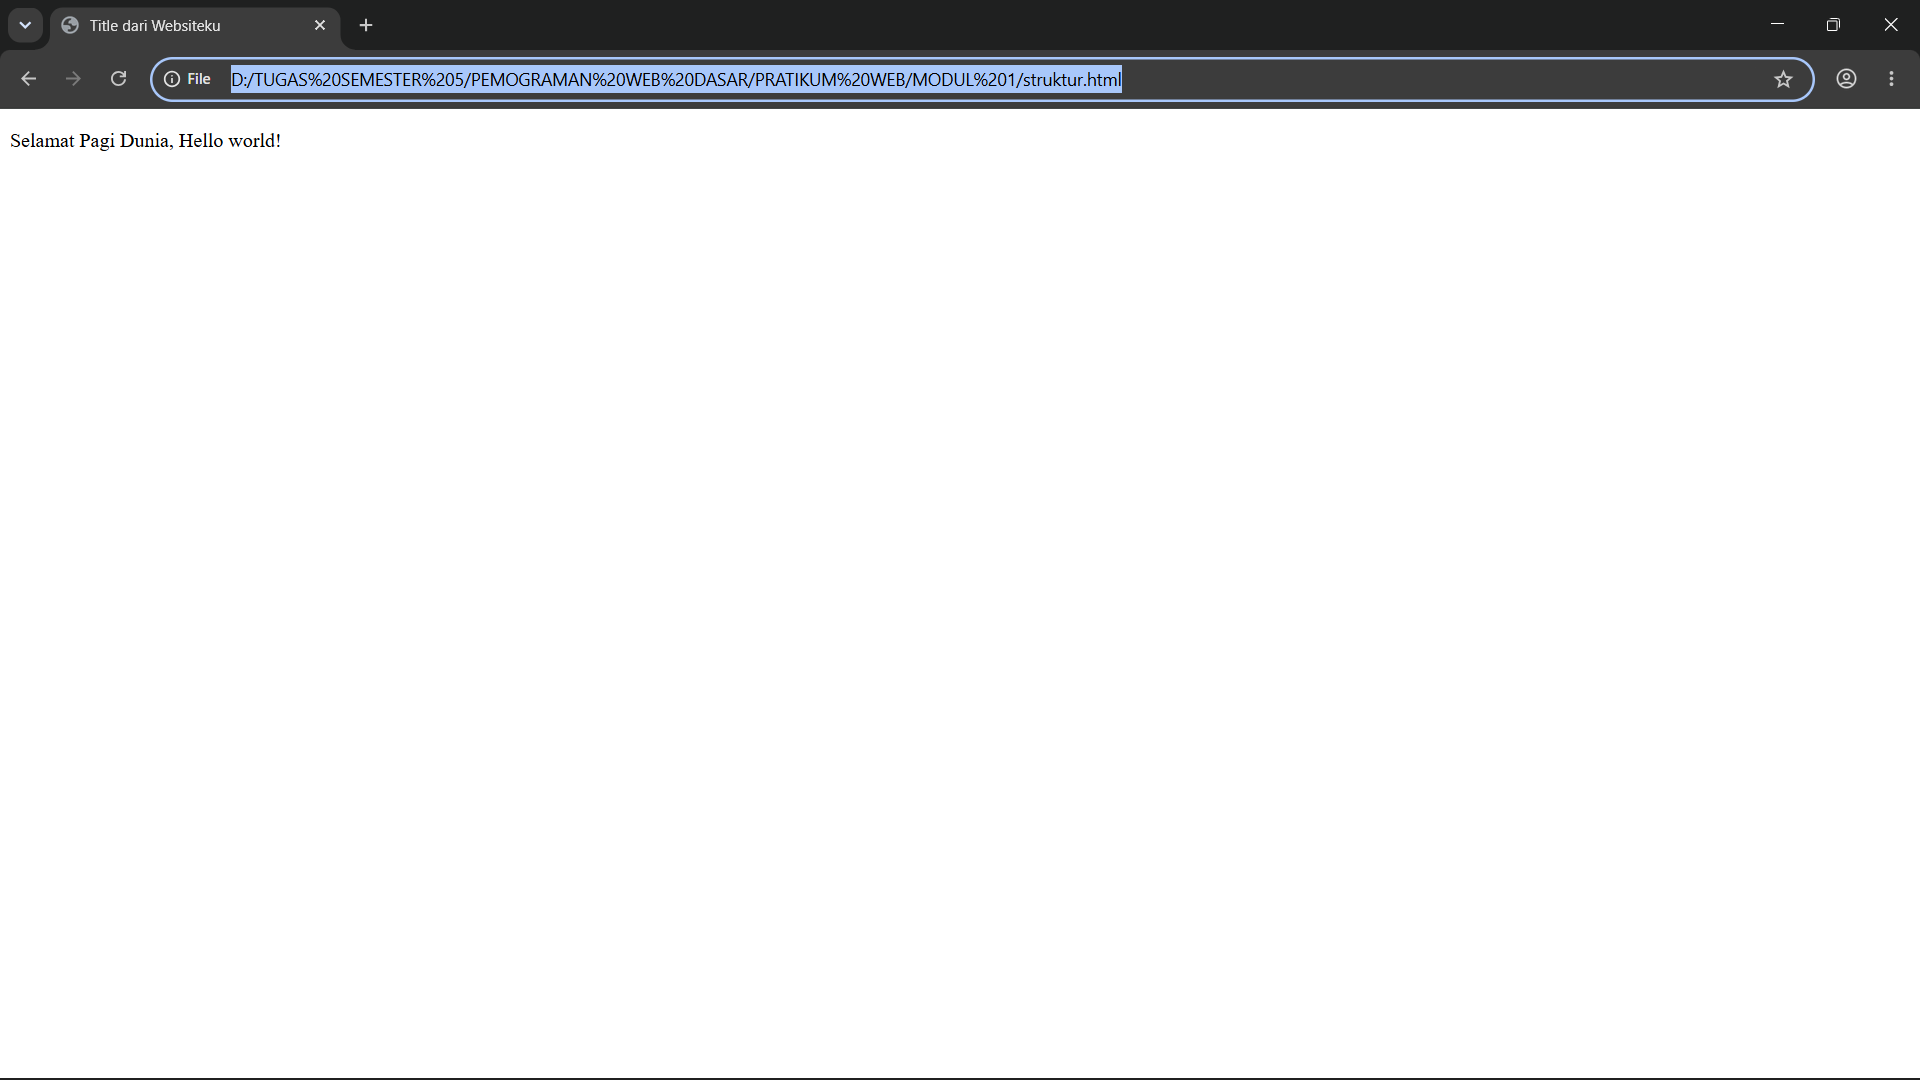 Title dari Websiteku
File D:/TUGAS%20SEMESTER%205/PEMOGRAMAN%20WEB%20DASAR/PRATIKUM%20WEB/MODUL%201/struktur.html
Selamat Pagi Dunia, Hello world!